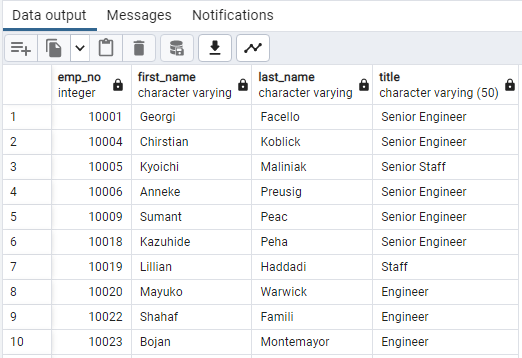 Data output Messages Notifications
emp_no first_name last_name title
integer character varying character varying character varying (50)
1 10001 Georgi Facello Senior Engineer
2 10004 Chirstian Koblick Senior Engineer
3 10005 Kyoichi Maliniak Senior Staff
4 10006 Anneke Preusig Senior Engineer
5 10009 Sumant Peac Senior Engineer
6 10018 Kazuhide Peha Senior Engineer
7 10019 Lillian Haddadi Staff
8 10020 Mayuko Warwick Engineer
9 10022 Shahaf Famili Engineer
10 10023 Bojan Montemayor Engineer